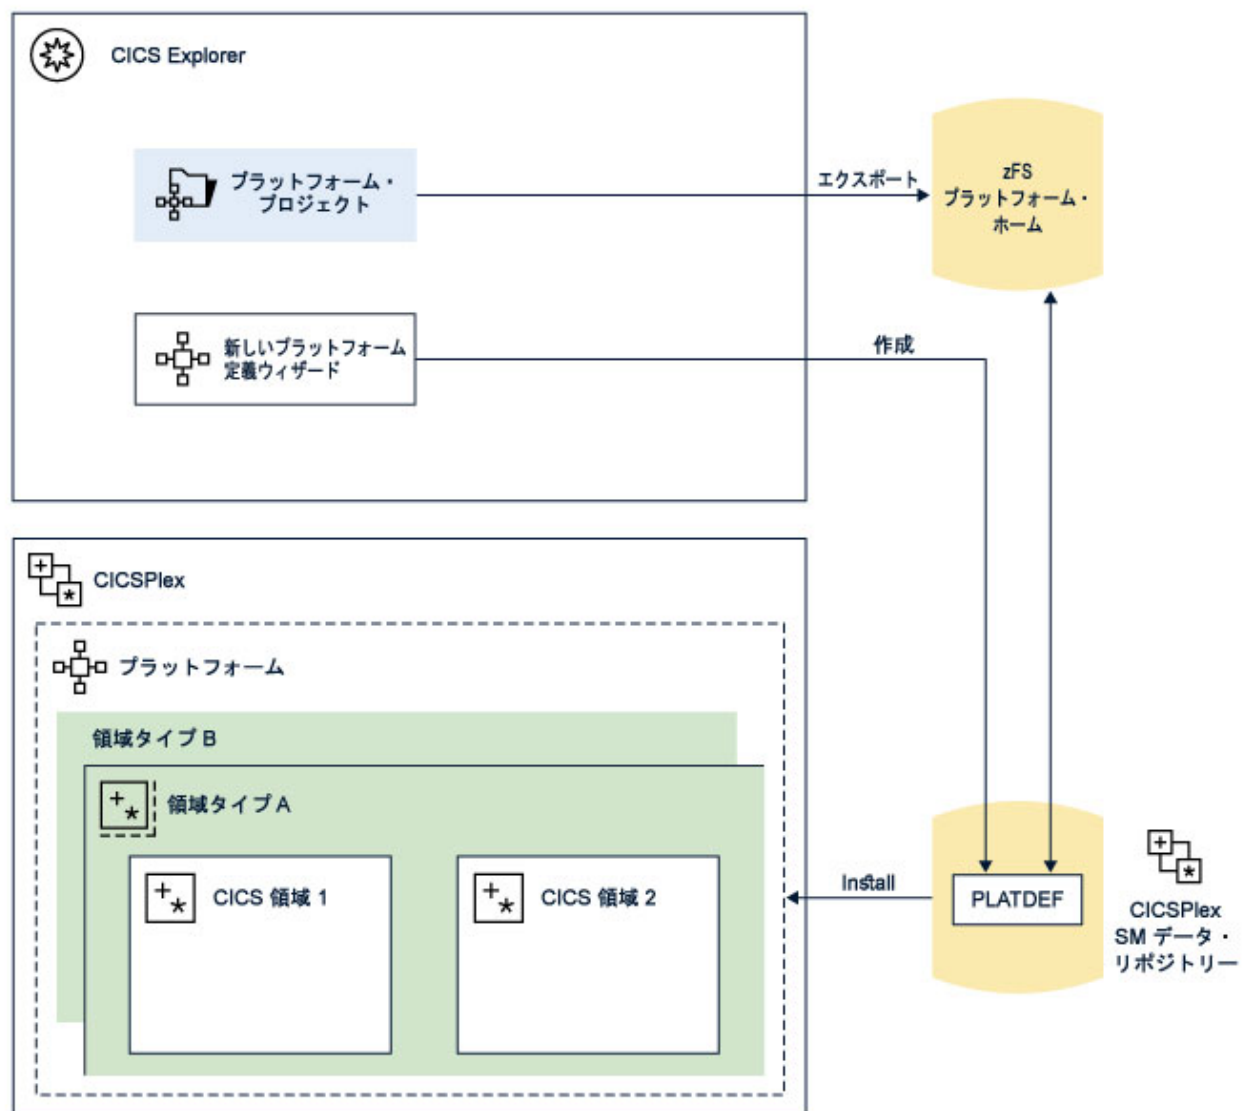 CICS Explorer
プラットフォーム・
プロジェクト
エクスポート
zFS
プラットフォーム・
ホーム
新しいプラットフォーム
定義ウィザード
作成
CICSPlex
プラットフォーム
領域タイプ B
領域タイプ A
CICS 領域 1
CICS 領域 2
Install
PLATDEF
CICSPlex
SM データ・
リポジトリー